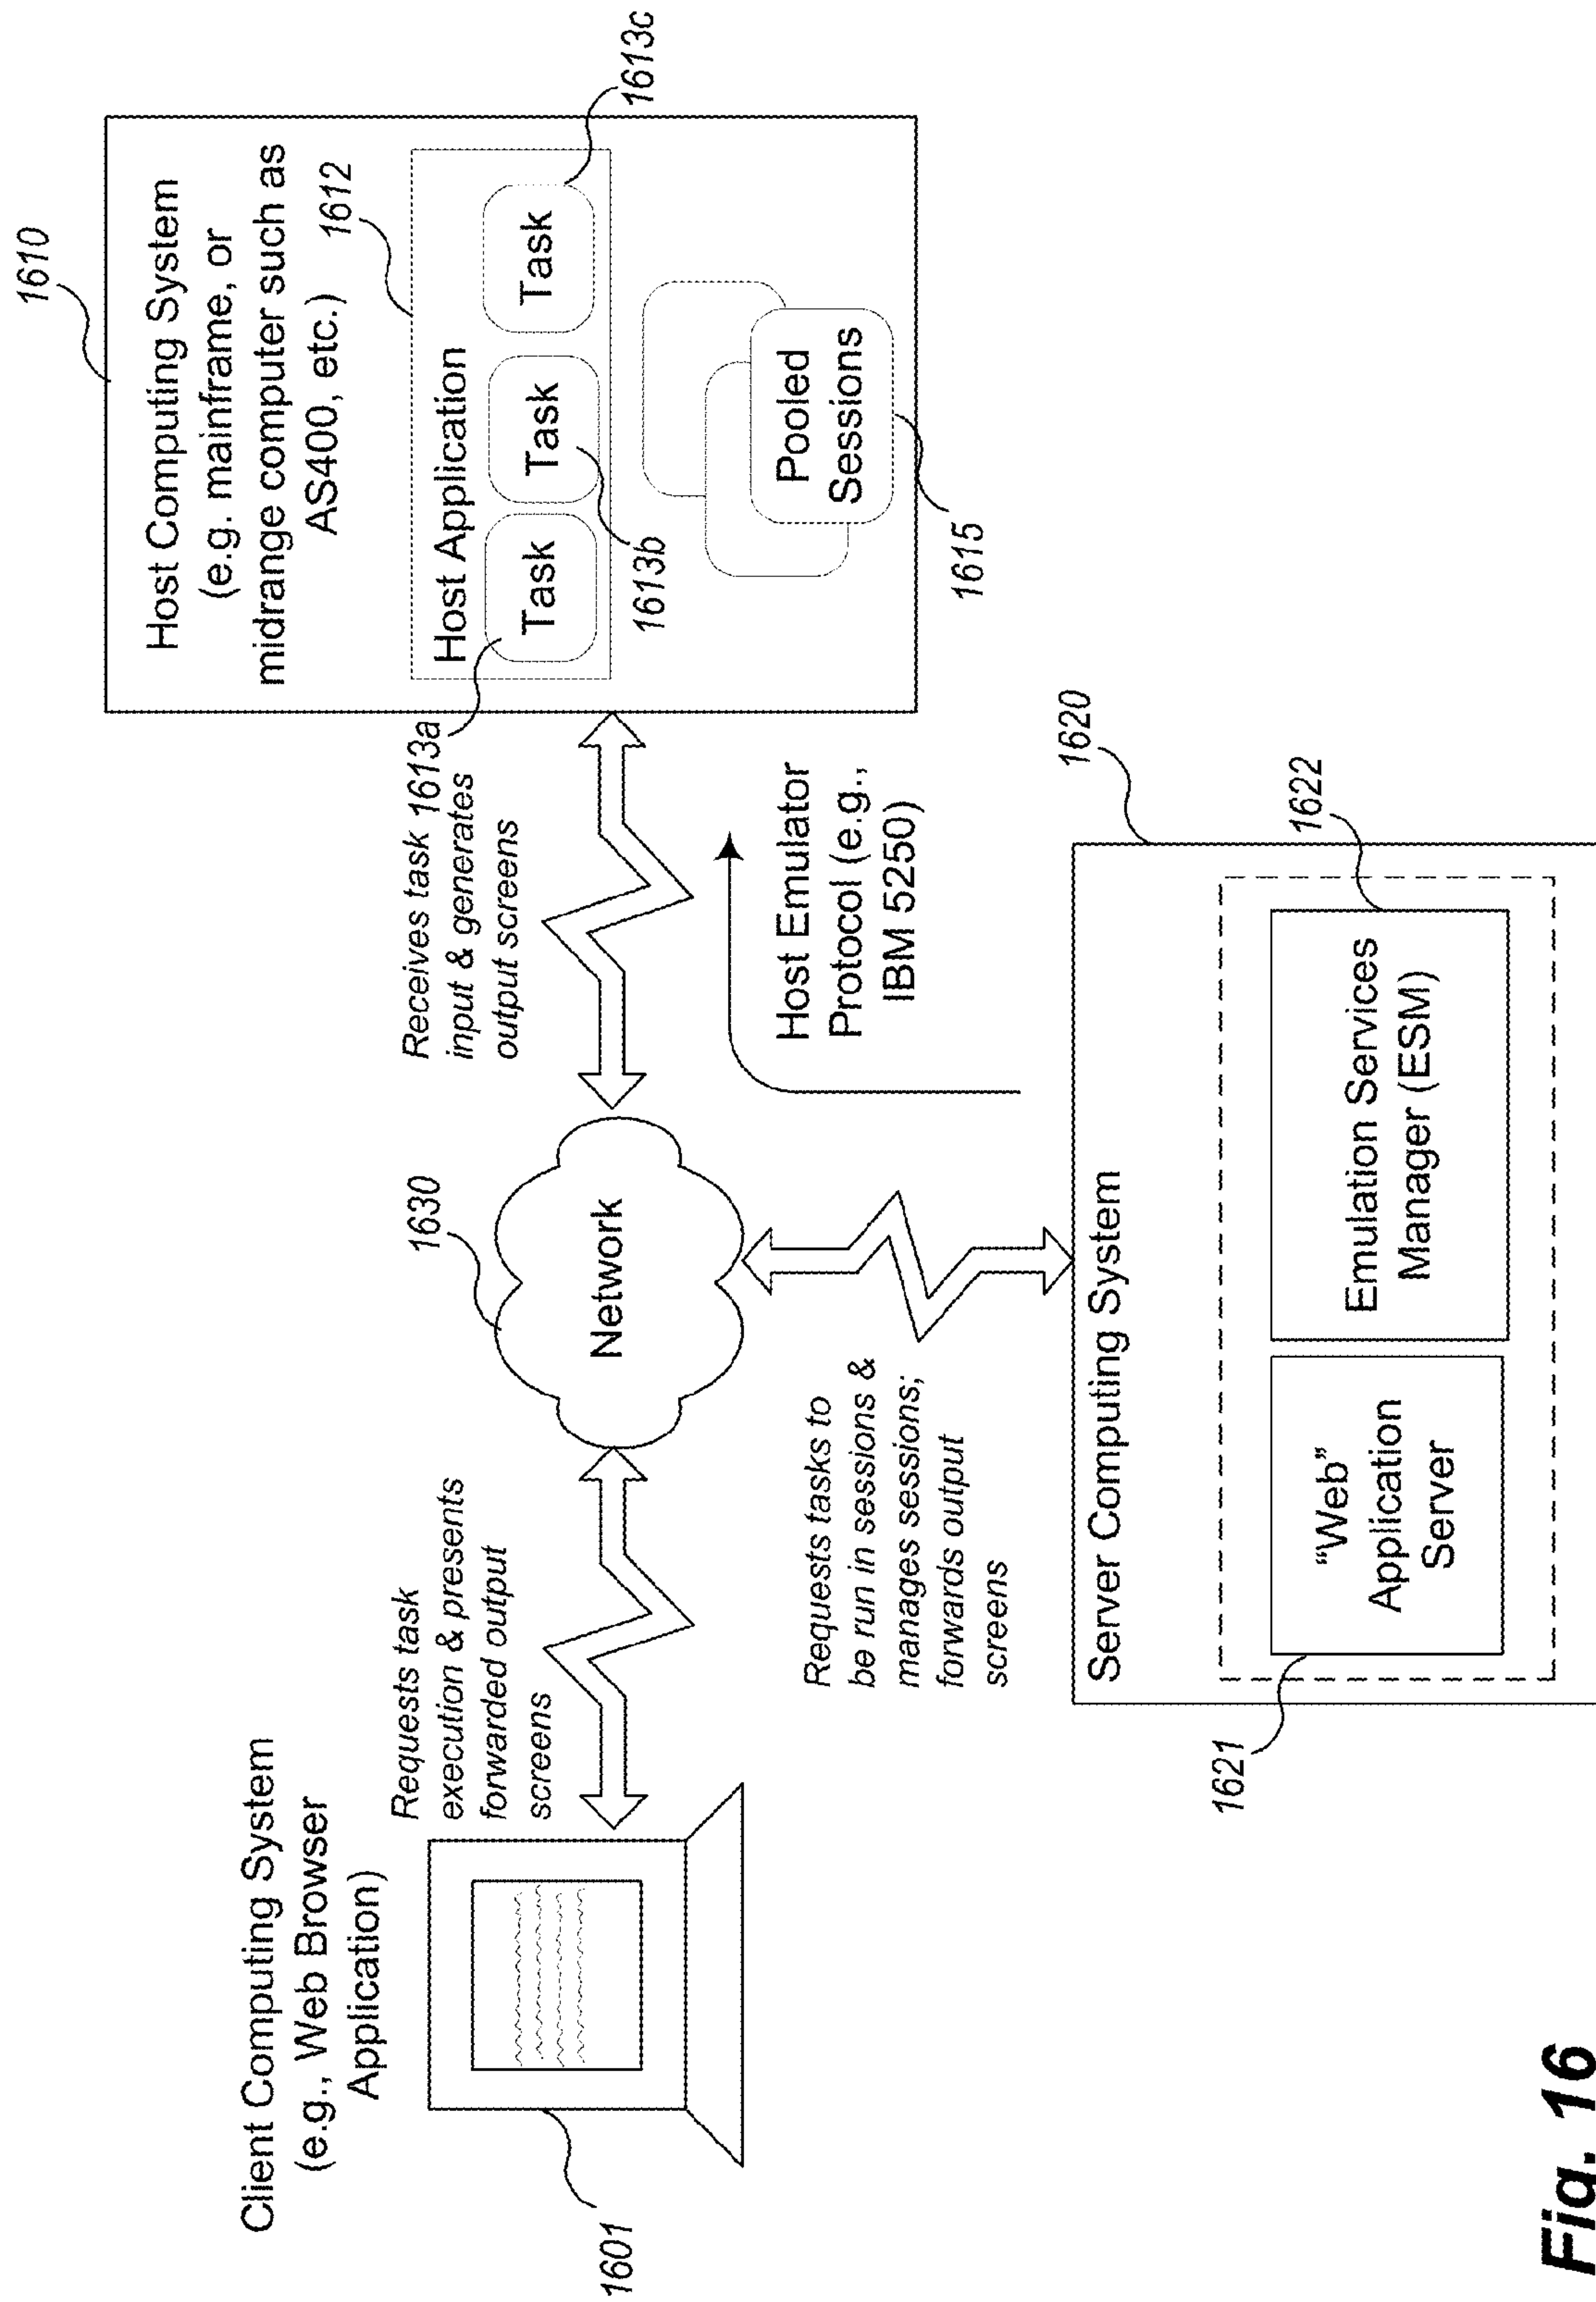 Client Computing System
(e.g., Web Browser
Application)
1601
Requests task
execution & presents
forwarded output
screens
1630
Network
Receives task
input & generates
output screens
1610
Host Computing System
(e.g. mainframe, or
midrange computer such as
AS400, etc.)
1612
Host Application
Task
Task
Task
1613a
1613b
1613c
Pooled
Sessions
1615
Host Emulator
Protocol (e.g.,
IBM 5250)
Requests tasks to
be run in sessions &
manages sessions;
forwards output
screens
1620
Server Computing System
1621
“Web”
Application
Server
1622
Emulation Services
Manager (ESM)
Fig. 16